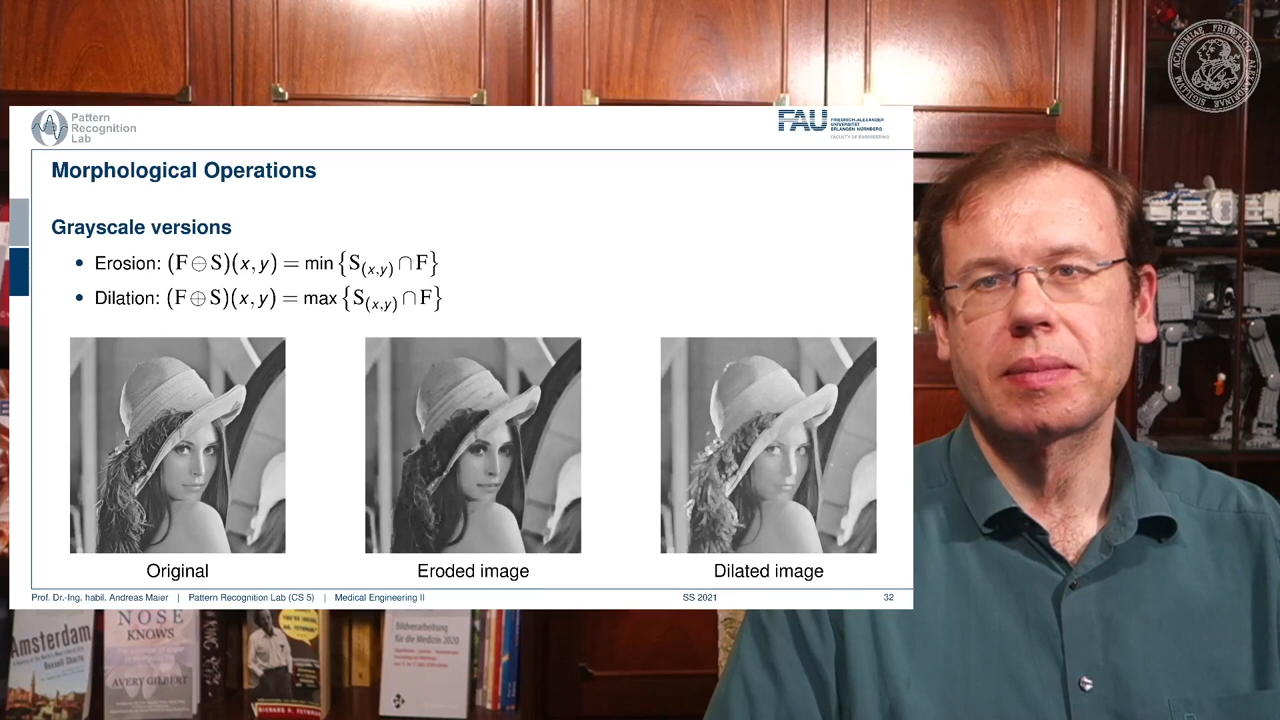 Pattern
Recognition
Lab
FAU
FRIEDRICH-ALEXANDER
UNIVERSITÄT
ERLANGEN-NÜRNBERG
FACULTY OF ENGINEERING
Morphological Operations
Grayscale versions
• Erosion: (F⊖S)(x,y) = min {S(x,y) ∩ F}
• Dilation: (F⊕S)(x,y) = max {S(x,y) ∩ F}
Original
Eroded image
Dilated image
Prof. Dr.-Ing. habil. Andreas Maier | Pattern Recognition Lab (CS 5) | Medical Engineering II
SS 2021
32
Amsterdam
Russell Shorto
NOSE
KNOWS
AVERY GILBERT
Bildverarbeitung
für die Medizin 2020